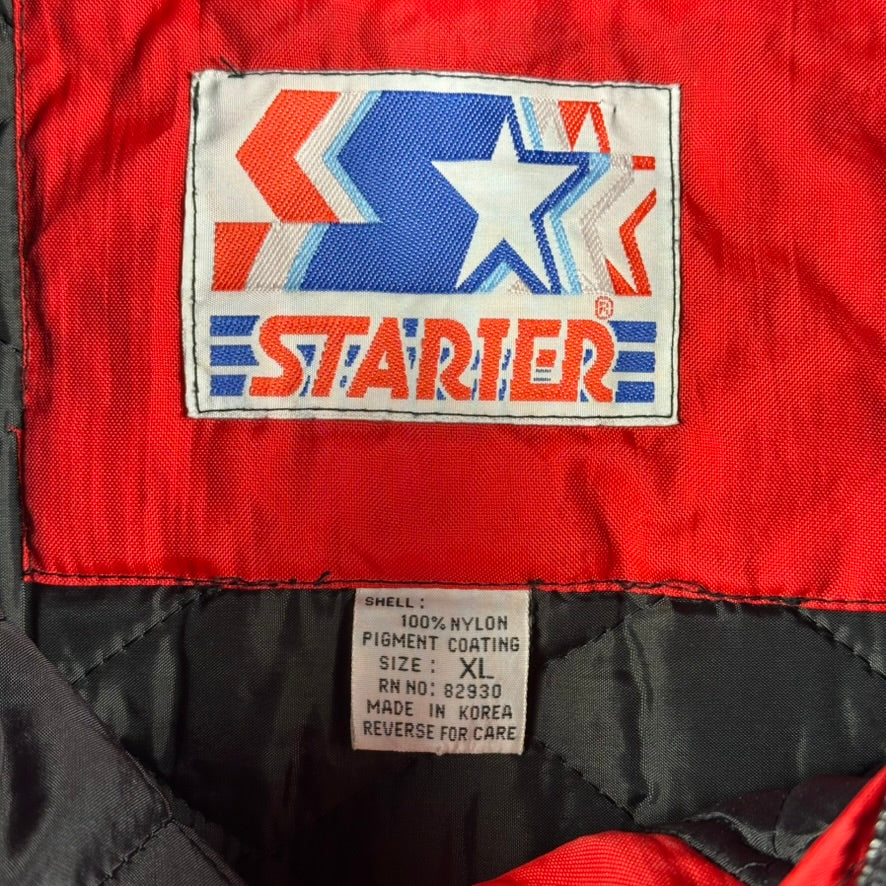 STARTER
®
SHELL:
100% NYLON
PIGMENT COATING
SIZE: XL
RN NO: 82930
MADE IN KOREA
REVERSE FOR CARE